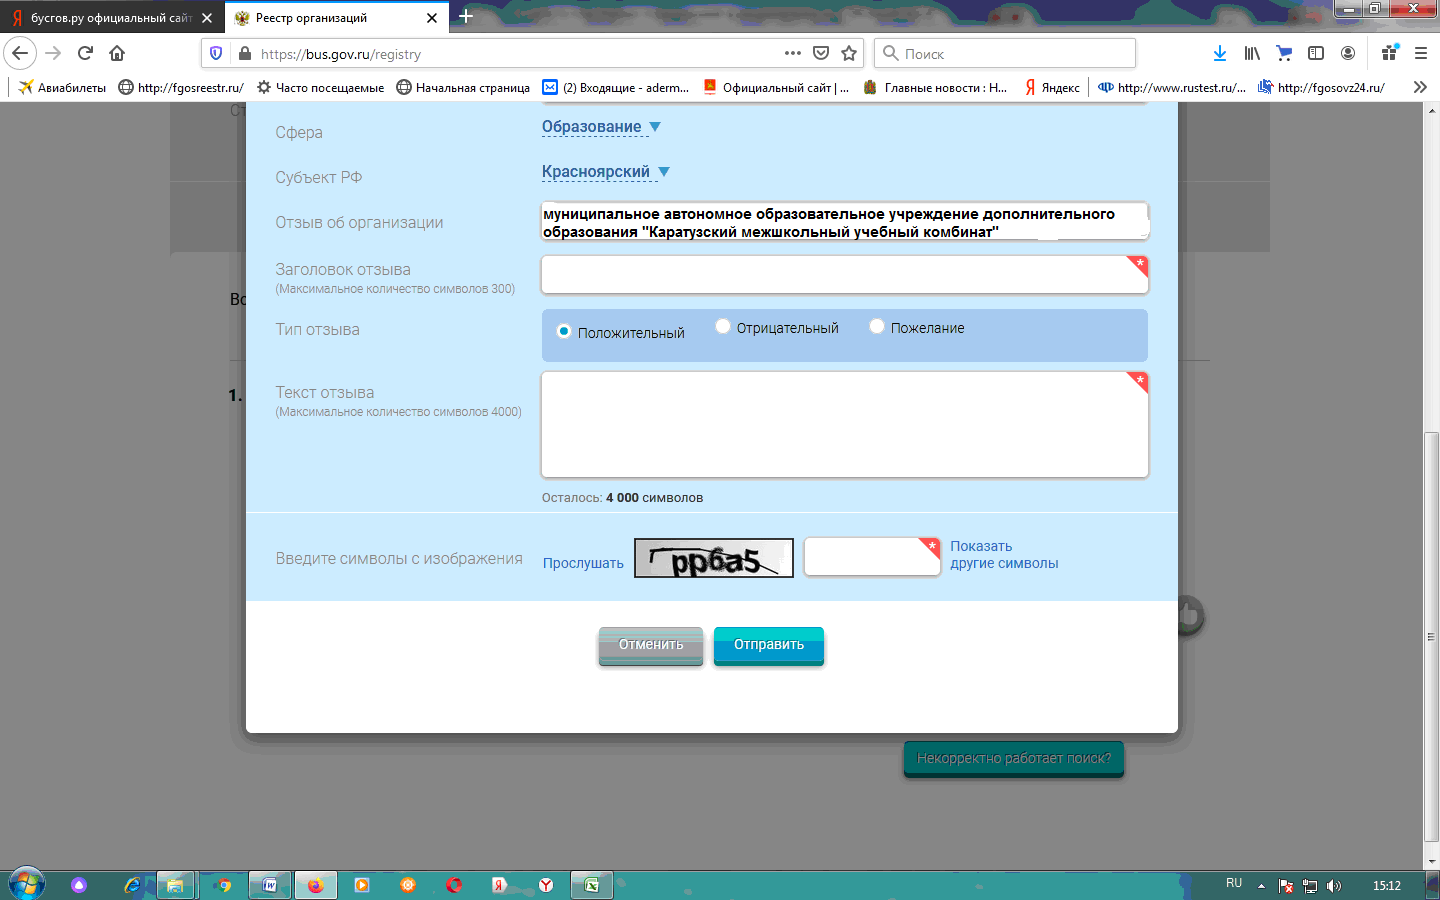 бусгов.ру официальный сайт
Реестр организаций
https://bus.gov.ru/registry
Поиск
Авиабилеты
http://fgosreestr.ru/
Часто посещаемые
Начальная страница
(2) Входящие - aderm...
Официальный сайт | ...
Главные новости : Н...
Яндекс
http://www.rustest.ru/...
http://fgosovz24.ru/
Ст
Сфера
Образование
Субъект РФ
Красноярский
Отзыв об организации
муниципальное автономное образовательное учреждение дополнительного
образования "Каратузский межшкольный учебный комбинат"
Заголовок отзыва
(Максимальное количество символов 300)
*
Во
Тип отзыва
Положительный
Отрицательный
Пожелание
1.
Текст отзыва
(Максимальное количество символов 4000)
*
Осталось: 4 000 символов
Введите символы с изображения
Прослушать
pp6a5
*
Показать
другие символы
Отменить
Отправить
Некорректно работает поиск?
RU
15:12